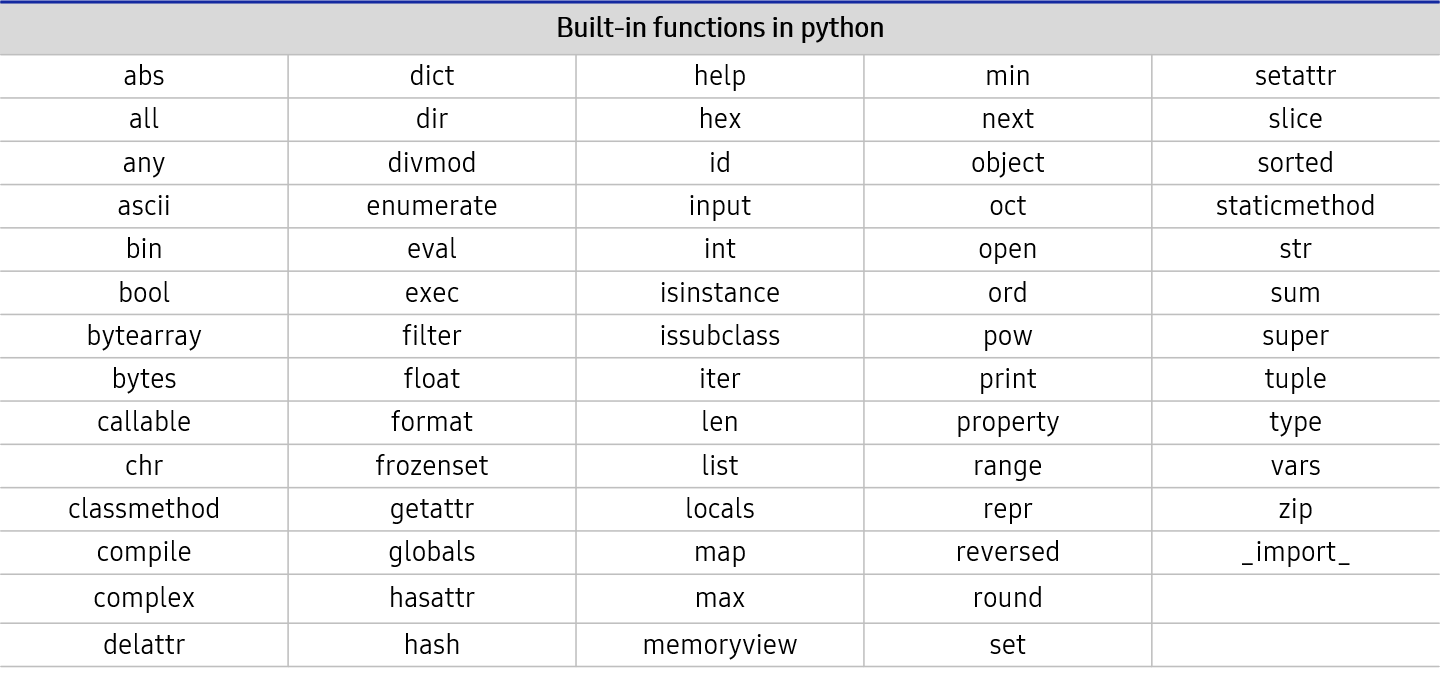 Built-in functions in python
abs dict help min setattr
all dir hex next slice
any divmod id object sorted
ascii enumerate input oct staticmethod
bin eval int open str
bool exec isinstance ord sum
bytearray filter issubclass pow super
bytes float iter print tuple
callable format len property type
chr frozenset list range vars
classmethod getattr locals repr zip
compile globals map reversed _import_
complex hasattr max round
delattr hash memoryview set